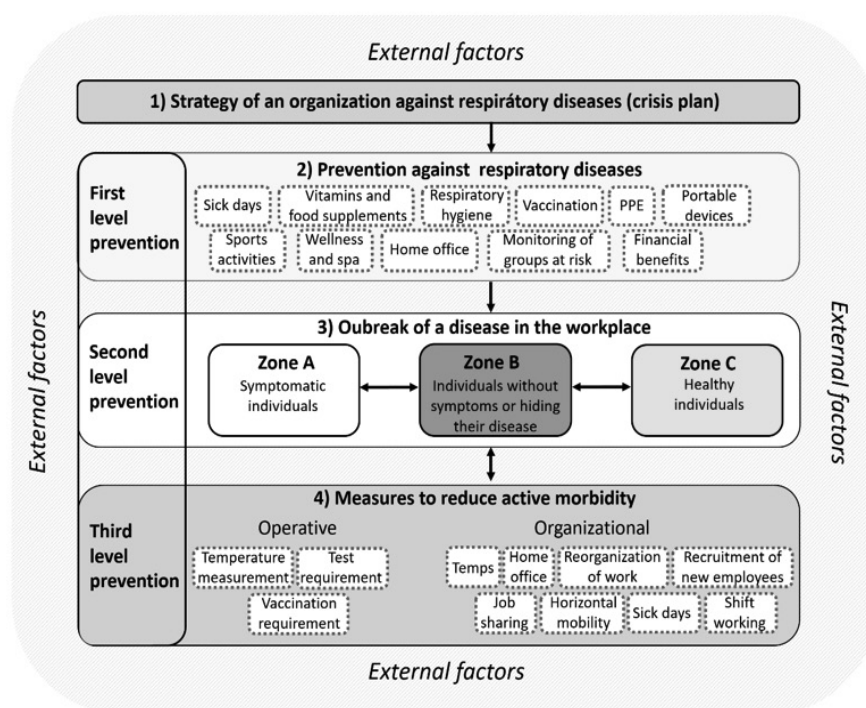 External factors
1) Strategy of an organization against respirátory diseases (crisis plan)
First
level
prevention
2) Prevention against respiratory diseases
Sick days
Vitamins and
food supplements
Respiratory
hygiene
Vaccination
PPE
Portable
devices
Sports
activities
Wellness
and spa
Home office
Monitoring of
groups at risk
Financial
benefits
External factors
External factors
Second
level
prevention
3) Oubreak of a disease in the workplace
Zone A
Symptomatic
individuals
Zone B
Individuals without
symptoms or hiding
their disease
Zone C
Healthy
individuals
Third
level
prevention
4) Measures to reduce active morbidity
Operative
Temperature
measurement
Test
requirement
Vaccination
requirement
Organizational
Temps
Home
office
Reorganization
of work
Recruitment of
new employees
Job
sharing
Horizontal
mobility
Sick days
Shift
working
External factors